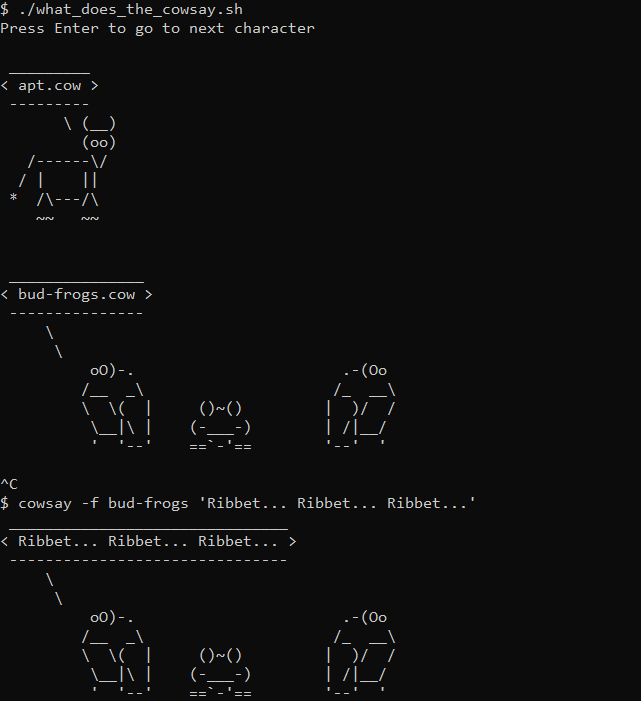 $ ./what_does_the_cowsay.sh
Press Enter to go to next character
 _________
< apt.cow >
 ---------
       \ (__)
         (oo)
   /------\/
  / |    ||
 *  /\---/\
    ~~   ~~
 _______________
< bud-frogs.cow >
 ---------------
     \
      \
          oO)-.                       .-(Oo
         /__  _\                     /_  __\
         \  \(  |     ()~()         |  )/  /
          \__|\ |    (-___-)        | /|__/
          '  '--'    ==`-'==        '--'  '
^C
$ cowsay -f bud-frogs 'Ribbet... Ribbet... Ribbet...'
 _______________________________
< Ribbet... Ribbet... Ribbet... >
 -------------------------------
     \
      \
          oO)-.                       .-(Oo
         /__  _\                     /_  __\
         \  \(  |     ()~()         |  )/  /
          \__|\ |    (-___-)        | /|__/
          '  '--'    ==`-'==        '--'  '